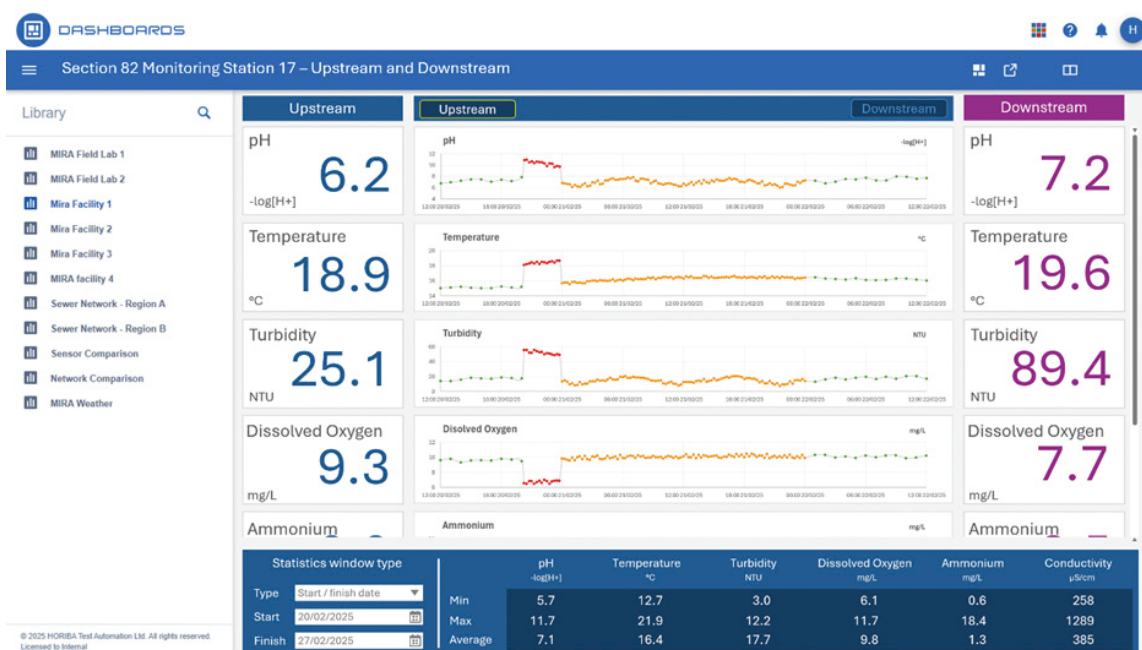 DASHBOARDS
H
Section 82 Monitoring Station 17 – Upstream and Downstream
Library
MIRA Field Lab 1
MIRA Field Lab 2
Mira Facility 1
Mira Facility 2
Mira Facility 3
MIRA facility 4
Sewer Network - Region A
Sewer Network - Region B
Sensor Comparison
Network Comparison
MIRA Weather
© 2025 HORIBA Test Automation Ltd. All rights reserved.
Licensed to Internal
Upstream
pH
6.2
-log[H+]
Temperature
18.9
°C
Turbidity
25.1
NTU
Dissolved Oxygen
9.3
mg/L
Ammonium
Upstream
Downstream
pH
-log[H+]
Temperature
°C
Turbidity
NTU
Disolved Oxygen
mg/L
Ammonium
mg/L
Downstream
pH
7.2
-log[H+]
Temperature
19.6
°C
Turbidity
89.4
NTU
Dissolved Oxygen
7.7
mg/L
Ammonium
Statistics window type
Type Start / finish date
Start 20/02/2025
Finish 27/02/2025
pH Temperature Turbidity Dissolved Oxygen Ammonium Conductivity
-log[H+] °C NTU mg/L mg/L µS/cm
Min 5.7 12.7 3.0 6.1 0.6 258
Max 11.7 21.9 12.2 11.7 18.4 1289
Average 7.1 16.4 17.7 9.8 1.3 385